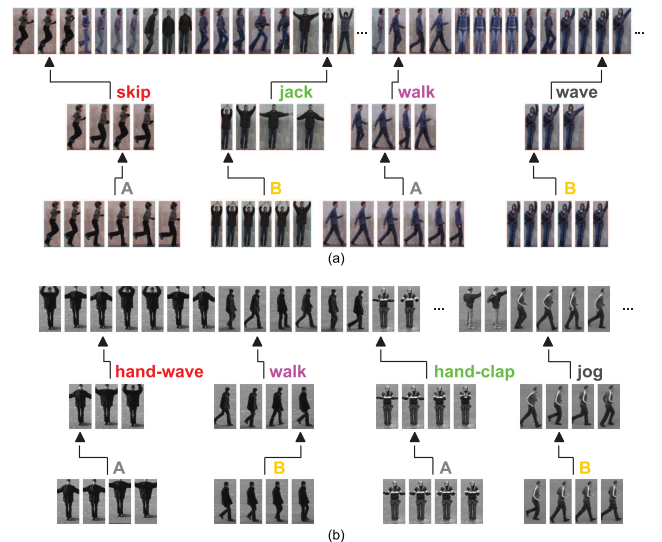 ... ...
skip jack walk wave
A B A B
(a)
... ...
hand-wave walk hand-clap jog
A B A B
(b)